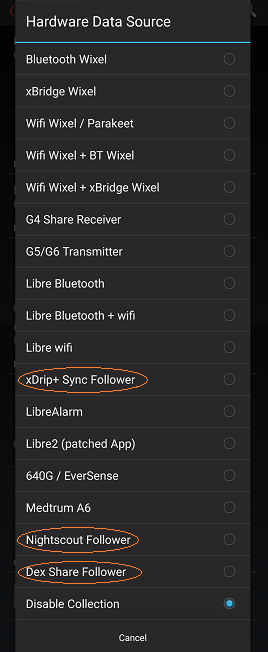 Hardware Data Source
Bluetooth Wixel
xBridge Wixel
Wifi Wixel / Parakeet
Wifi Wixel + BT Wixel
Wifi Wixel + xBridge Wixel
G4 Share Receiver
G5/G6 Transmitter
Libre Bluetooth
Libre Bluetooth + wifi
Libre wifi
xDrip+ Sync Follower
LibreAlarm
Libre2 (patched App)
640G / EverSense
Medtrum A6
Nightscout Follower
Dex Share Follower
Disable Collection
Cancel